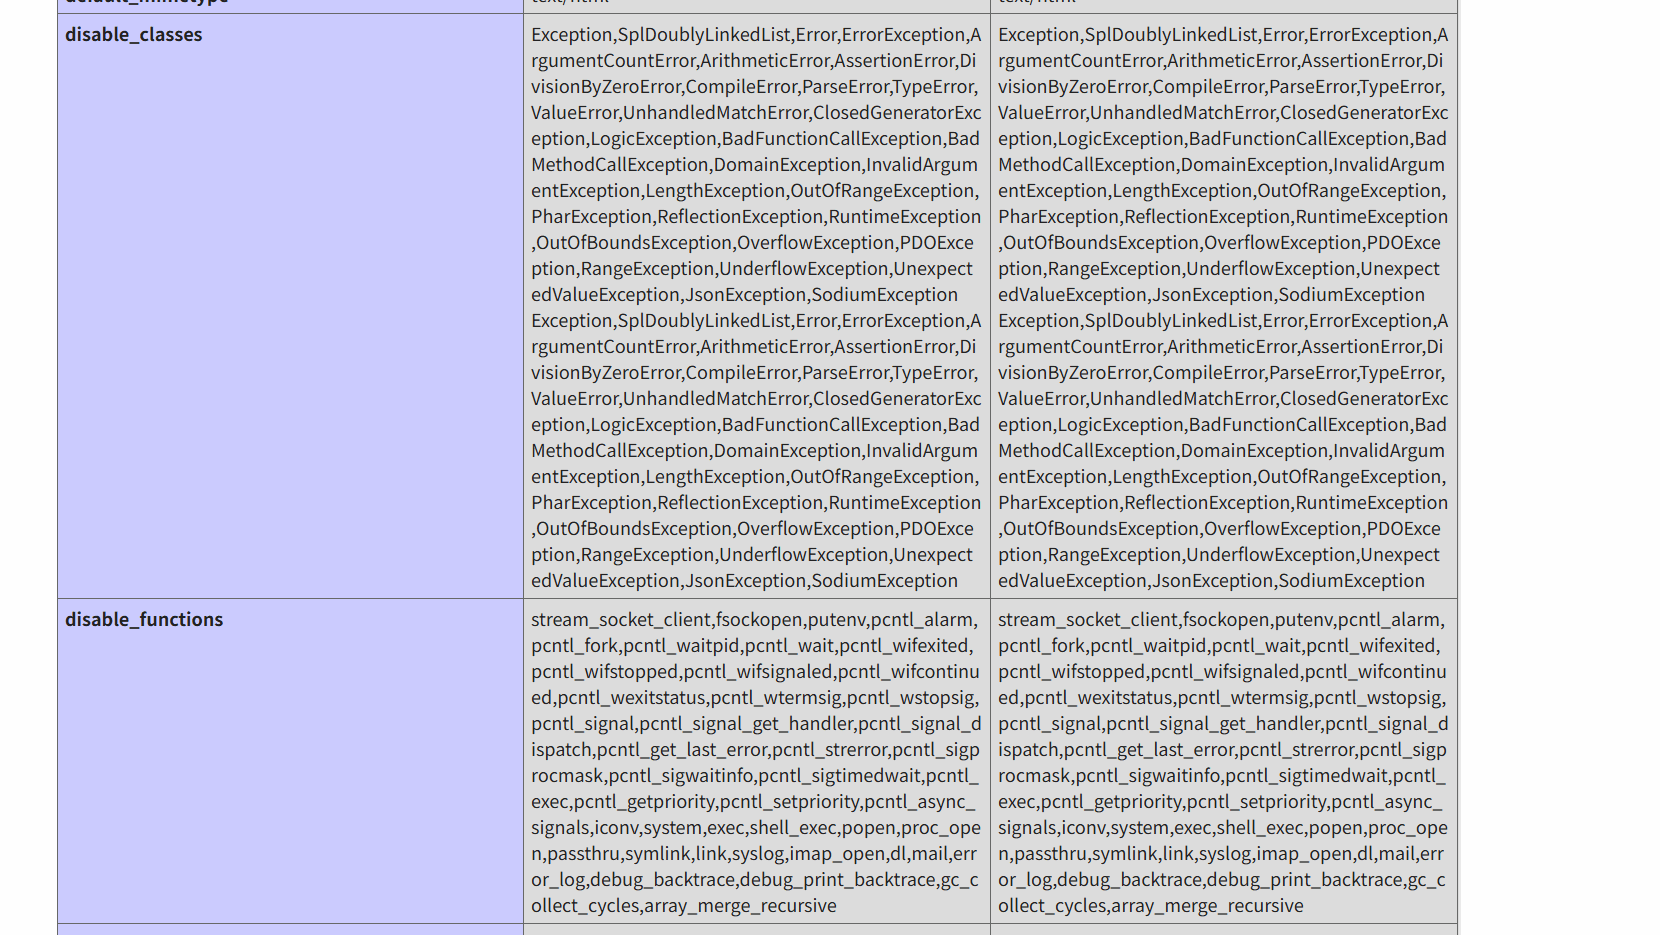 disable_classes
Exception,SplDoublyLinkedList,Error,ErrorException,A
rgumentCountError,ArithmeticError,AssertionError,Di
visionByZeroError,CompileError,ParseError,TypeError,
ValueError,UnhandledMatchError,ClosedGeneratorExc
eption,LogicException,BadFunctionCallException,Bad
MethodCallException,DomainException,InvalidArgum
entException,LengthException,OutOfRangeException,
PharException,ReflectionException,RuntimeException
,OutOfBoundsException,OverflowException,PDOExce
ption,RangeException,UnderflowException,Unexpect
edValueException,JsonException,SodiumException
Exception,SplDoublyLinkedList,Error,ErrorException,A
rgumentCountError,ArithmeticError,AssertionError,Di
visionByZeroError,CompileError,ParseError,TypeError,
ValueError,UnhandledMatchError,ClosedGeneratorExc
eption,LogicException,BadFunctionCallException,Bad
MethodCallException,DomainException,InvalidArgum
entException,LengthException,OutOfRangeException,
PharException,ReflectionException,RuntimeException
,OutOfBoundsException,OverflowException,PDOExce
ption,RangeException,UnderflowException,Unexpect
edValueException,JsonException,SodiumException
Exception,SplDoublyLinkedList,Error,ErrorException,A
rgumentCountError,ArithmeticError,AssertionError,Di
visionByZeroError,CompileError,ParseError,TypeError,
ValueError,UnhandledMatchError,ClosedGeneratorExc
eption,LogicException,BadFunctionCallException,Bad
MethodCallException,DomainException,InvalidArgum
entException,LengthException,OutOfRangeException,
PharException,ReflectionException,RuntimeException
,OutOfBoundsException,OverflowException,PDOExce
ption,RangeException,UnderflowException,Unexpect
edValueException,JsonException,SodiumException
Exception,SplDoublyLinkedList,Error,ErrorException,A
rgumentCountError,ArithmeticError,AssertionError,Di
visionByZeroError,CompileError,ParseError,TypeError,
ValueError,UnhandledMatchError,ClosedGeneratorExc
eption,LogicException,BadFunctionCallException,Bad
MethodCallException,DomainException,InvalidArgum
entException,LengthException,OutOfRangeException,
PharException,ReflectionException,RuntimeException
,OutOfBoundsException,OverflowException,PDOExce
ption,RangeException,UnderflowException,Unexpect
edValueException,JsonException,SodiumException
disable_functions
stream_socket_client,fsockopen,putenv,pcntl_alarm,
pcntl_fork,pcntl_waitpid,pcntl_wait,pcntl_wifexited,
pcntl_wifstopped,pcntl_wifsignaled,pcntl_wifcontinu
ed,pcntl_wexitstatus,pcntl_wtermsig,pcntl_wstopsig,
pcntl_signal,pcntl_signal_get_handler,pcntl_signal_d
ispatch,pcntl_get_last_error,pcntl_strerror,pcntl_sigp
rocmask,pcntl_sigwaitinfo,pcntl_sigtimedwait,pcntl_
exec,pcntl_getpriority,pcntl_setpriority,pcntl_async_
signals,iconv,system,exec,shell_exec,popen,proc_ope
n,passthru,symlink,link,syslog,imap_open,dl,mail,err
or_log,debug_backtrace,debug_print_backtrace,gc_c
ollect_cycles,array_merge_recursive
stream_socket_client,fsockopen,putenv,pcntl_alarm,
pcntl_fork,pcntl_waitpid,pcntl_wait,pcntl_wifexited,
pcntl_wifstopped,pcntl_wifsignaled,pcntl_wifcontinu
ed,pcntl_wexitstatus,pcntl_wtermsig,pcntl_wstopsig,
pcntl_signal,pcntl_signal_get_handler,pcntl_signal_d
ispatch,pcntl_get_last_error,pcntl_strerror,pcntl_sigp
rocmask,pcntl_sigwaitinfo,pcntl_sigtimedwait,pcntl_
exec,pcntl_getpriority,pcntl_setpriority,pcntl_async_
signals,iconv,system,exec,shell_exec,popen,proc_ope
n,passthru,symlink,link,syslog,imap_open,dl,mail,err
or_log,debug_backtrace,debug_print_backtrace,gc_c
ollect_cycles,array_merge_recursive